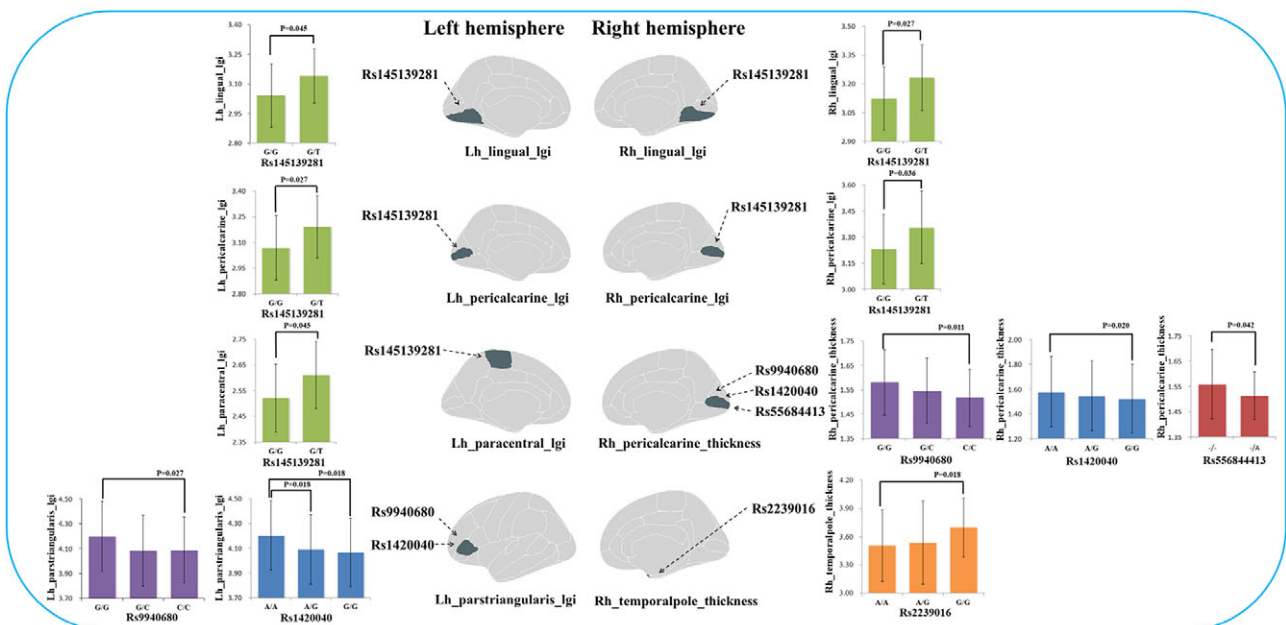 Left hemisphere
Right hemisphere
P=0.045
Lh_lingual_lgi
3.40
3.25
3.10
2.95
2.80
G/G
G/T
Rs145139281
Rs145139281
Lh_lingual_lgi
Rs145139281
Rh_lingual_lgi
P=0.027
Rh_lingual_lgi
3.50
3.35
3.20
3.05
2.90
G/G
G/T
Rs145139281
P=0.027
Lh_pericalcarine_lgi
3.40
3.25
3.10
2.95
2.80
G/G
G/T
Rs145139281
Rs145139281
Lh_pericalcarine_lgi
Rs145139281
Rh_pericalcarine_lgi
P=0.036
Rh_pericalcarine_lgi
3.60
3.45
3.30
3.15
3.00
G/G
G/T
Rs145139281
P=0.045
Lh_paracentral_lgi
2.75
2.65
2.55
2.45
2.35
G/G
G/T
Rs145139281
Rs145139281
Lh_paracentral_lgi
Rs9940680
Rs1420040
Rs55684413
Rh_pericalcarine_thickness
P=0.011
Rh_pericalcarine_thickness
1.75
1.65
1.55
1.45
1.35
G/G
G/C
C/C
Rs9940680
P=0.020
Rh_pericalcarine_thickness
2.00
1.80
1.60
1.40
1.20
A/A
A/G
G/G
Rs1420040
P=0.042
Rh_pericalcarine_thickness
1.75
1.65
1.55
1.45
1.35
-/-
-/A
Rs556844413
P=0.027
Lh_parstriangularis_lgi
4.50
4.30
4.10
3.90
3.70
G/G
G/C
C/C
Rs9940680
P=0.018
P=0.018
Lh_parstriangularis_lgi
4.50
4.30
4.10
3.90
3.70
A/A
A/G
G/G
Rs1420040
Rs9940680
Rs1420040
Lh_parstriangularis_lgi
Rs2239016
Rh_temporalpole_thickness
P=0.018
Rh_temporalpole_thickness
4.20
3.90
3.60
3.30
3.00
A/A
A/G
G/G
Rs2239016